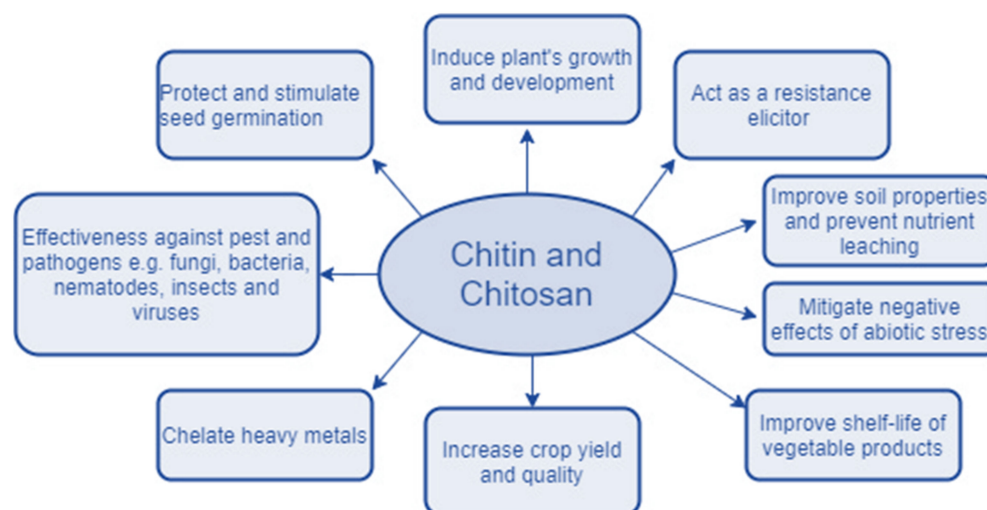 Induce plant's growth
and development
Protect and stimulate
seed germination
Act as a resistance
elicitor
Improve soil properties
and prevent nutrient
leaching
Effectiveness against pest and
pathogens e.g. fungi, bacteria,
nematodes, insects and
viruses
Chitin and
Chitosan
Mitigate negative
effects of abiotic stress
Chelate heavy metals
Increase crop yield
and quality
Improve shelf-life of
vegetable products